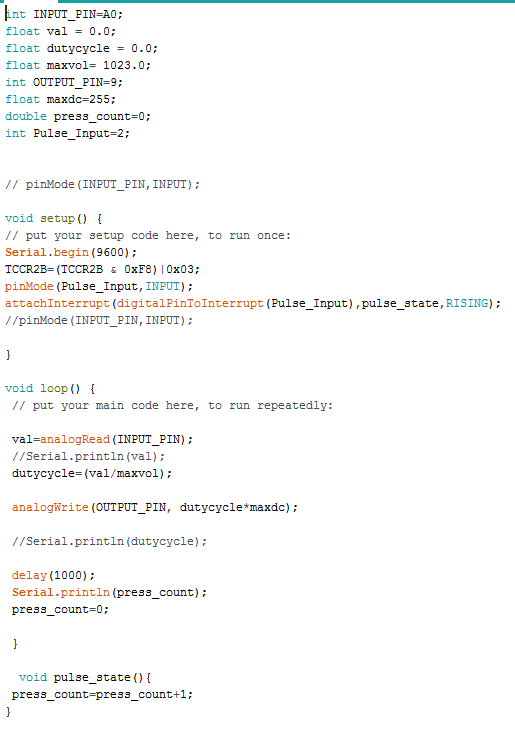 int INPUT_PIN=A0;
float val = 0.0;
float dutycycle = 0.0;
float maxvol= 1023.0;
int OUTPUT_PIN=9;
float maxdc=255;
double press_count=0;
int Pulse_Input=2;
// pinMode(INPUT_PIN,INPUT);
void setup() {
// put your setup code here, to run once:
Serial.begin(9600);
TCCR2B=(TCCR2B & 0xF8)|0x03;
pinMode(Pulse_Input,INPUT);
attachInterrupt(digitalPinToInterrupt(Pulse_Input),pulse_state,RISING);
//pinMode(INPUT_PIN,INPUT);
}
void loop() {
// put your main code here, to run repeatedly:
val=analogRead(INPUT_PIN);
//Serial.println(val);
dutycycle=(val/maxvol);
analogWrite(OUTPUT_PIN, dutycycle*maxdc);
//Serial.println(dutycycle);
delay(1000);
Serial.println(press_count);
press_count=0;
}
void pulse_state(){
press_count=press_count+1;
}